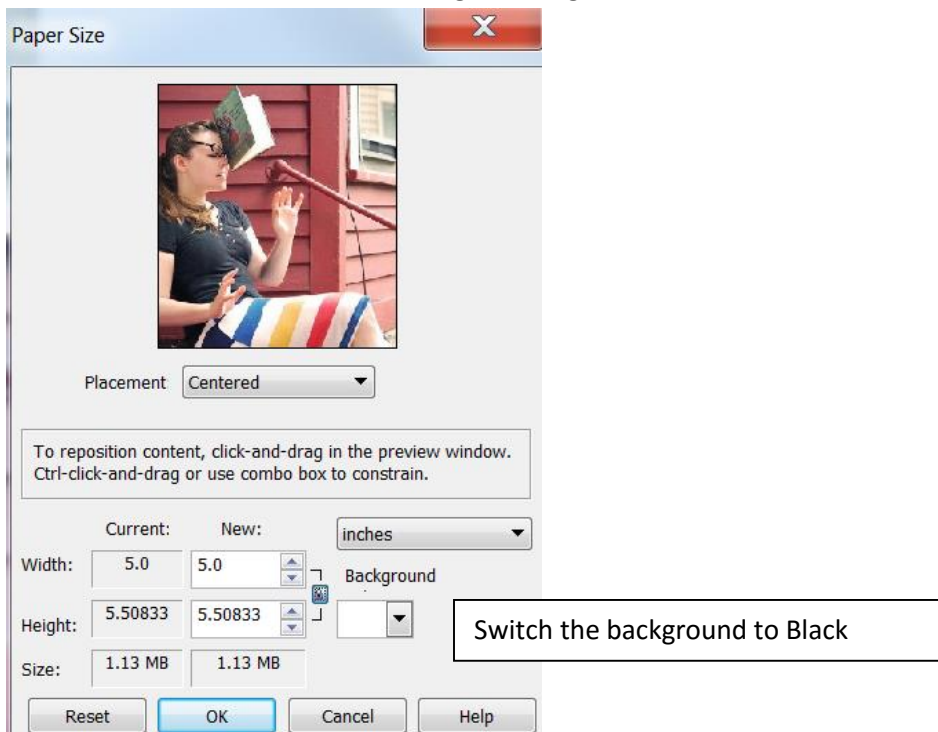 Paper Size
Placement Centered
To reposition content, click-and-drag in the preview window.
Ctrl-click-and-drag or use combo box to constrain.
Current: New: inches
Width: 5.0 5.0 Background
Height: 5.50833 5.50833
Switch the background to Black
Size: 1.13 MB 1.13 MB
Reset OK Cancel Help